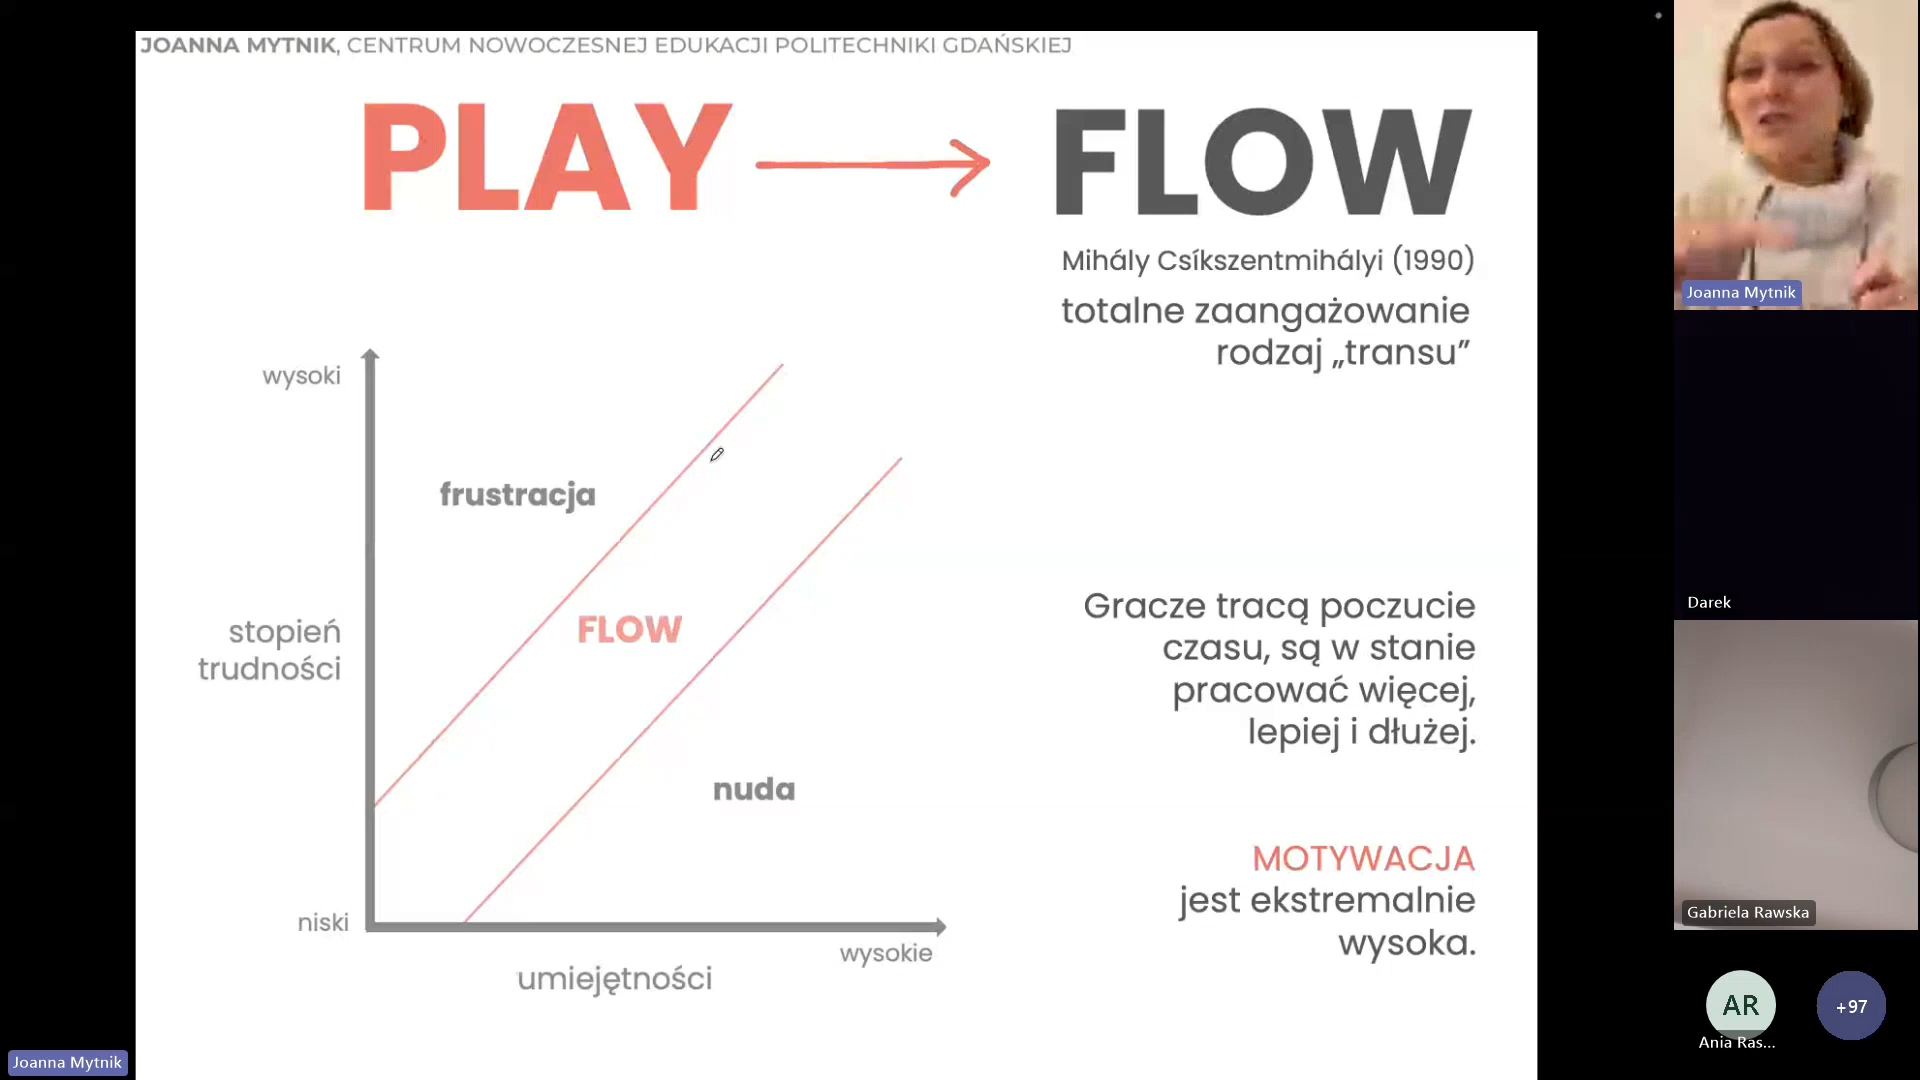 JOANNA MYTNIK, CENTRUM NOWOCZESNEJ EDUKACJI POLITECHNIKI GDAŃSKIEJ
PLAY
FLOW
Mihály Csíkszentmihályi (1990)
totalne zaangażowanie
rodzaj „transu”
wysoki
frustracja
FLOW
stopień
trudności
nuda
niski
wysokie
umiejętności
Gracze tracą poczucie
czasu, są w stanie
pracować więcej,
lepiej i dłużej.
MOTYWACJA
jest ekstremalnie
wysoka.
Joanna Mytnik
Darek
Gabriela Rawska
AR
Ania Ras...
+97
Joanna Mytnik